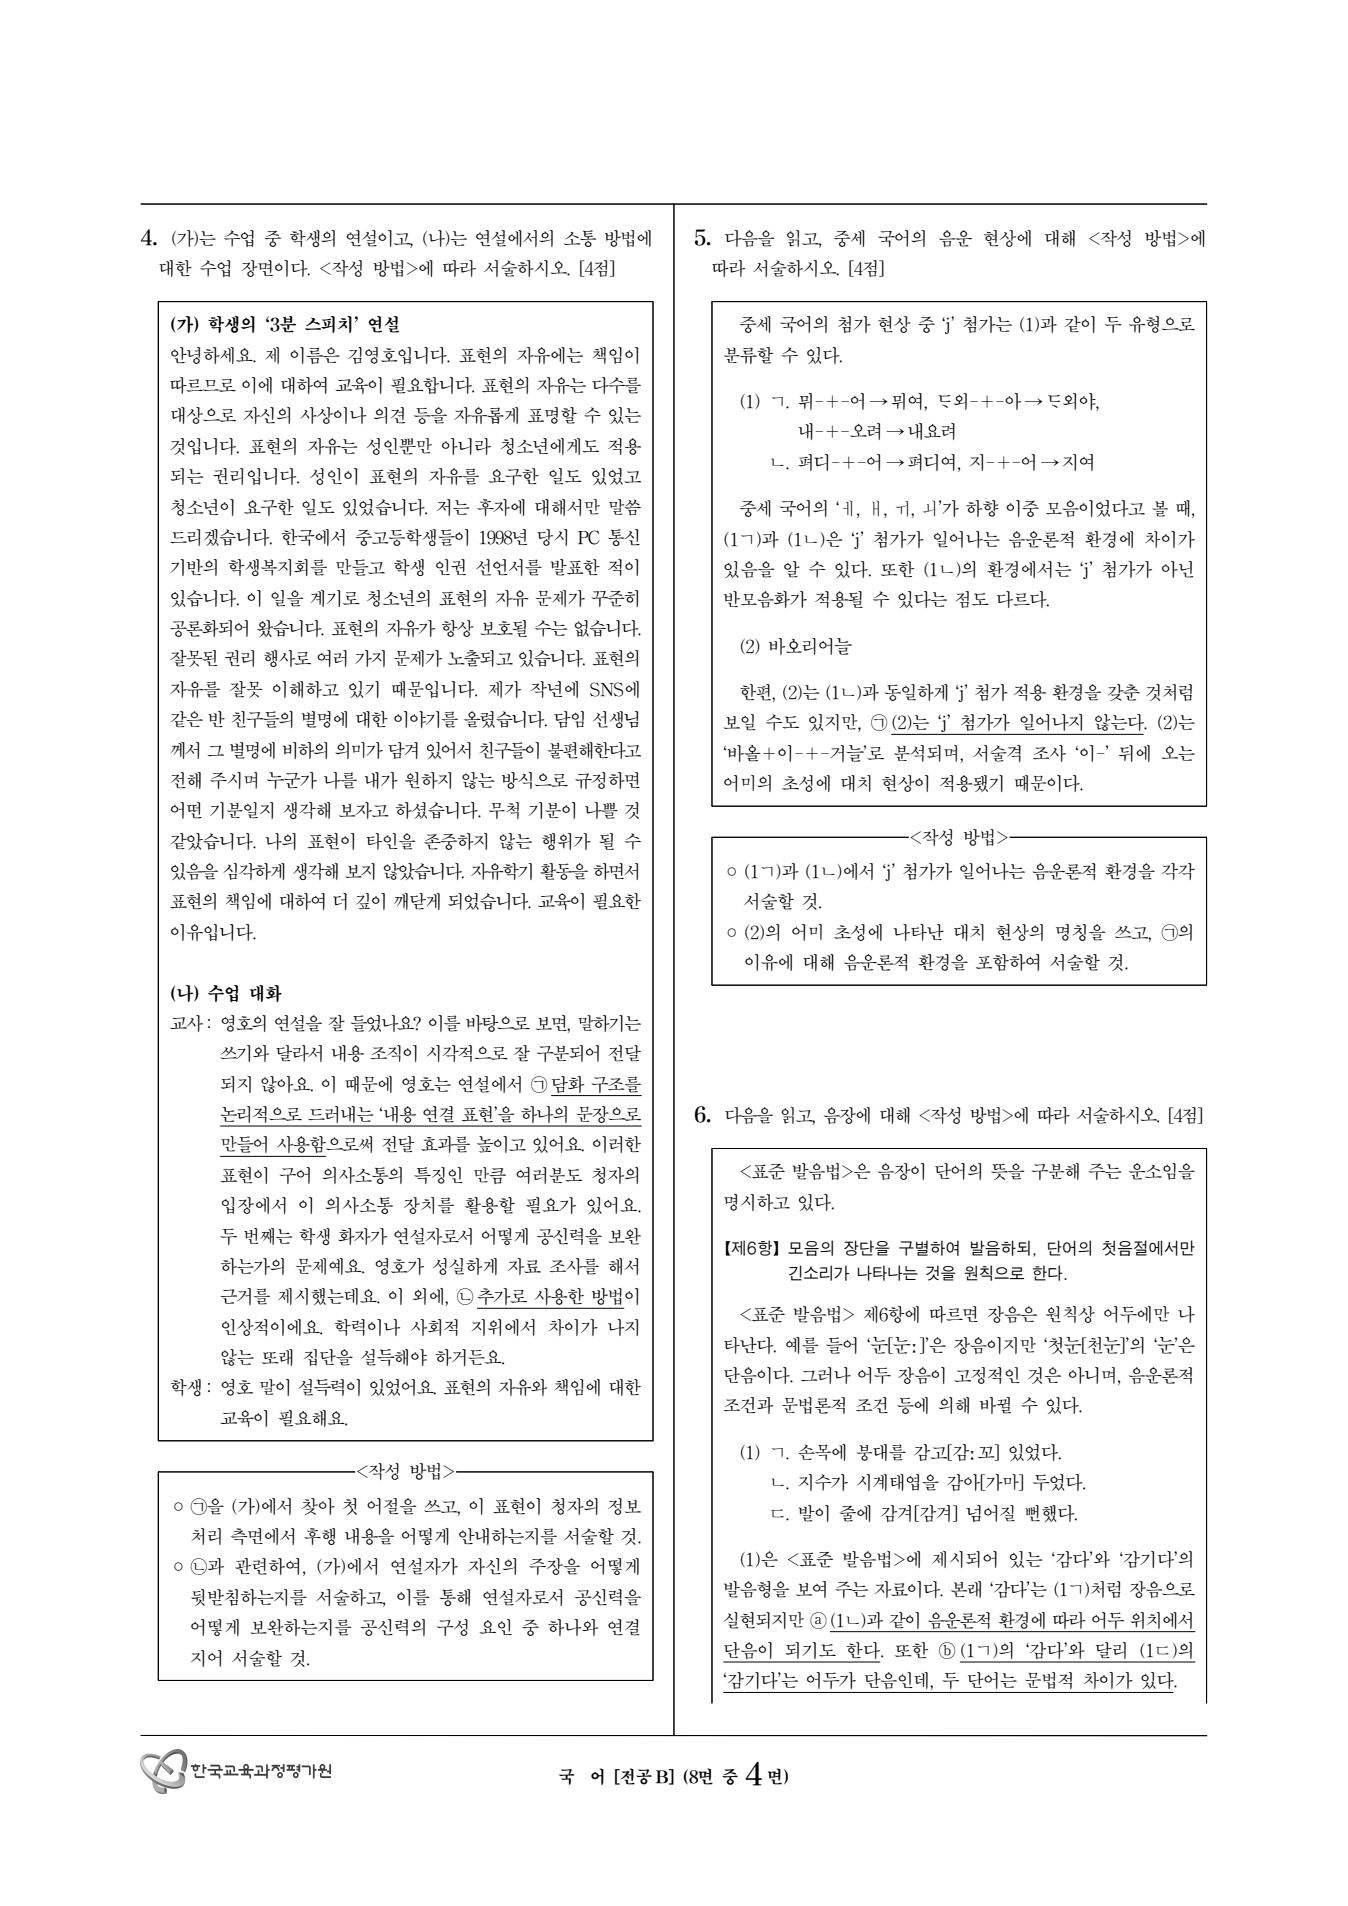 4. (가)는 수업 중 학생의 연설이고, (나)는 연설에서의 소통 방법에
대한 수업 장면이다. <작성 방법>에 따라 서술하시오. [4점]
(가) 학생의 ‘3분 스피치’ 연설
안녕하세요. 제 이름은 김영호입니다. 표현의 자유에는 책임이
따르므로 이에 대하여 교육이 필요합니다. 표현의 자유는 다수를
대상으로 자신의 사상이나 의견 등을 자유롭게 표명할 수 있는
것입니다. 표현의 자유는 성인뿐만 아니라 청소년에게도 적용
되는 권리입니다. 성인이 표현의 자유를 요구한 일도 있었고
청소년이 요구한 일도 있었습니다. 저는 후자에 대해서만 말씀
드리겠습니다. 한국에서 중고등학생들이 1998년 당시 PC 통신
기반의 학생복지회를 만들고 학생 인권 선언서를 발표한 적이
있습니다. 이 일을 계기로 청소년의 표현의 자유 문제가 꾸준히
공론화되어 왔습니다. 표현의 자유가 항상 보호될 수는 없습니다.
잘못된 권리 행사로 여러 가지 문제가 노출되고 있습니다. 표현의
자유를 잘못 이해하고 있기 때문입니다. 제가 작년에 SNS에
같은 반 친구들의 별명에 대한 이야기를 올렸습니다. 담임 선생님
께서 그 별명에 비하의 의미가 담겨 있어서 친구들이 불편해한다고
전해 주시며 누군가 나를 내가 원하지 않는 방식으로 규정하면
어떤 기분일지 생각해 보자고 하셨습니다. 무척 기분이 나쁠 것
같았습니다. 나의 표현이 타인을 존중하지 않는 행위가 될 수
있음을 심각하게 생각해 보지 않았습니다. 자유학기 활동을 하면서
표현의 책임에 대하여 더 깊이 깨닫게 되었습니다. 교육이 필요한
이유입니다.
(나) 수업 대화
교사 : 영호의 연설을 잘 들었나요? 이를 바탕으로 보면, 말하기는
쓰기와 달라서 내용 조직이 시각적으로 잘 구분되어 전달
되지 않아요. 이 때문에 영호는 연설에서 ㉠담화 구조를
논리적으로 드러내는 ‘내용 연결 표현’을 하나의 문장으로
만들어 사용함으로써 전달 효과를 높이고 있어요. 이러한
표현이 구어 의사소통의 특징인 만큼 여러분도 청자의
입장에서 이 의사소통 장치를 활용할 필요가 있어요.
두 번째는 학생 화자가 연설자로서 어떻게 공신력을 보완
하는가의 문제예요. 영호가 성실하게 자료 조사를 해서
근거를 제시했는데요. 이 외에, ㉡추가로 사용한 방법이
인상적이에요. 학력이나 사회적 지위에서 차이가 나지
않는 또래 집단을 설득해야 하거든요.
학생 : 영호 말이 설득력이 있었어요. 표현의 자유와 책임에 대한
교육이 필요해요.
<작성 방법>
○ ㉠을 (가)에서 찾아 첫 어절을 쓰고, 이 표현이 청자의 정보
처리 측면에서 후행 내용을 어떻게 안내하는지를 서술할 것.
○ ㉡과 관련하여, (가)에서 연설자가 자신의 주장을 어떻게
뒷받침하는지를 서술하고, 이를 통해 연설자로서 공신력을
어떻게 보완하는지를 공신력의 구성 요인 중 하나와 연결
지어 서술할 것.
5. 다음을 읽고, 중세 국어의 음운 현상에 대해 <작성 방법>에
따라 서술하시오. [4점]
중세 국어의 첨가 현상 중 ‘j’ 첨가는 (1)과 같이 두 유형으로
분류할 수 있다.
(1) ㄱ. 뮈-+-어→뮈여, ᄃᆞ외-+-아→ᄃᆞ외야,
내-+-오려→내요려
ㄴ. 펴디-+-어→펴디여, 지-+-어→지여
중세 국어의 ‘ㅔ, ㅐ, ㅟ, ㅚ’가 하향 이중 모음이었다고 볼 때,
(1ㄱ)과 (1ㄴ)은 ‘j’ 첨가가 일어나는 음운론적 환경에 차이가
있음을 알 수 있다. 또한 (1ㄴ)의 환경에서는 ‘j’ 첨가가 아닌
반모음화가 적용될 수 있다는 점도 다르다.
(2) 바오리어늘
한편, (2)는 (1ㄴ)과 동일하게 ‘j’ 첨가 적용 환경을 갖춘 것처럼
보일 수도 있지만, ㉠(2)는 ‘j’ 첨가가 일어나지 않는다. (2)는
‘바올+이-+-거늘’로 분석되며, 서술격 조사 ‘이-’ 뒤에 오는
어미의 초성에 대치 현상이 적용됐기 때문이다.
<작성 방법>
○ (1ㄱ)과 (1ㄴ)에서 ‘j’ 첨가가 일어나는 음운론적 환경을 각각
서술할 것.
○ (2)의 어미 초성에 나타난 대치 현상의 명칭을 쓰고, ㉠의
이유에 대해 음운론적 환경을 포함하여 서술할 것.
6. 다음을 읽고, 음장에 대해 <작성 방법>에 따라 서술하시오. [4점]
<표준 발음법>은 음장이 단어의 뜻을 구분해 주는 운소임을
명시하고 있다.
【제6항】 모음의 장단을 구별하여 발음하되, 단어의 첫음절에서만
긴소리가 나타나는 것을 원칙으로 한다.
<표준 발음법> 제6항에 따르면 장음은 원칙상 어두에만 나
타난다. 예를 들어 ‘눈[눈ː]’은 장음이지만 ‘첫눈[천눈]’의 ‘눈’은
단음이다. 그러나 어두 장음이 고정적인 것은 아니며, 음운론적
조건과 문법론적 조건 등에 의해 바뀔 수 있다.
(1) ㄱ. 손목에 붕대를 감고[감ː꼬] 있었다.
ㄴ. 지수가 시계태엽을 감아[가마] 두었다.
ㄷ. 발이 줄에 감겨[감겨] 넘어질 뻔했다.
(1)은 <표준 발음법>에 제시되어 있는 ‘감다’와 ‘감기다’의
발음형을 보여 주는 자료이다. 본래 ‘감다’는 (1ㄱ)처럼 장음으로
실현되지만 ⓐ(1ㄴ)과 같이 음운론적 환경에 따라 어두 위치에서
단음이 되기도 한다. 또한 ⓑ(1ㄱ)의 ‘감다’와 달리 (1ㄷ)의
‘감기다’는 어두가 단음인데, 두 단어는 문법적 차이가 있다.
한국교육과정평가원
국 어 [전공 B] (8면 중 4 면)